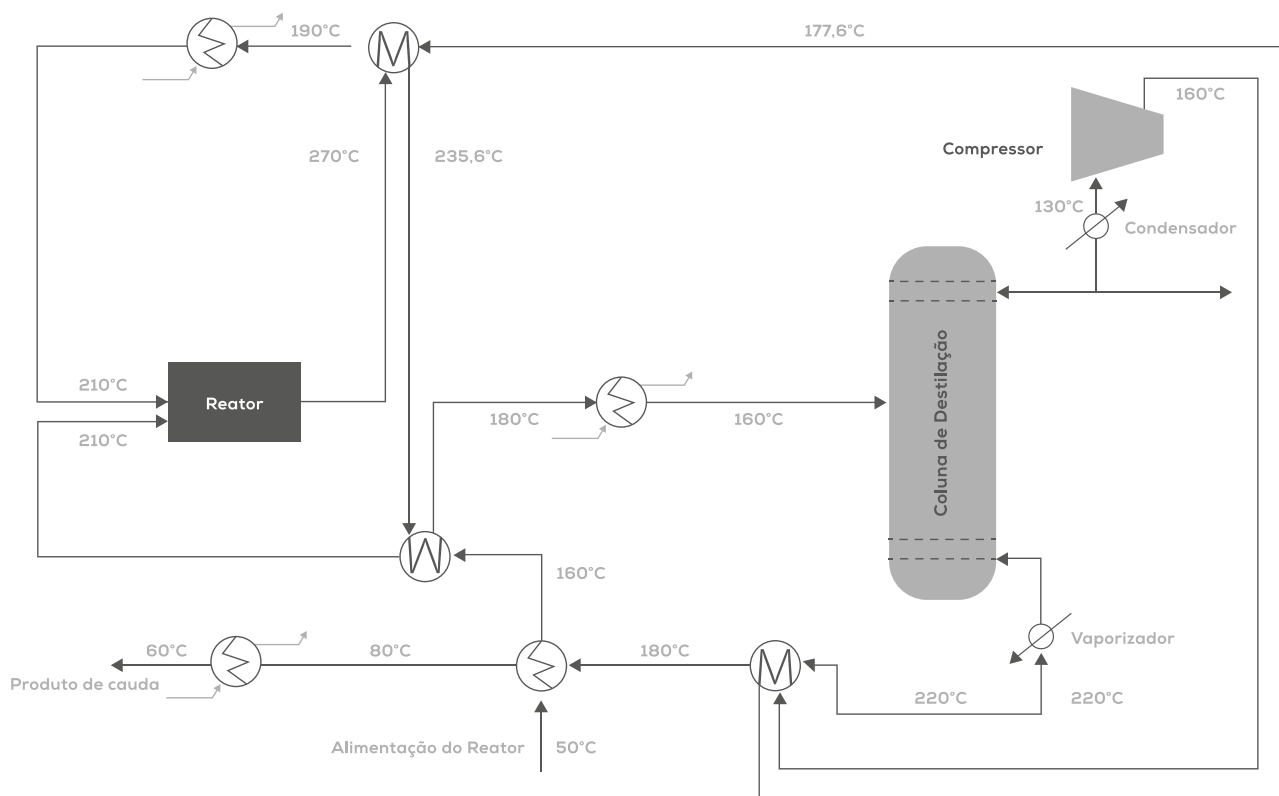 190°C
177,6°C
160°C
Compressor
270°C
235,6°C
130°C
Condensador
210°C
Reator
210°C
180°C
160°C
Coluna de Destilação
160°C
60°C
80°C
180°C
Vaporizador
Produto de cauda
220°C
220°C
Alimentação do Reator
50°C